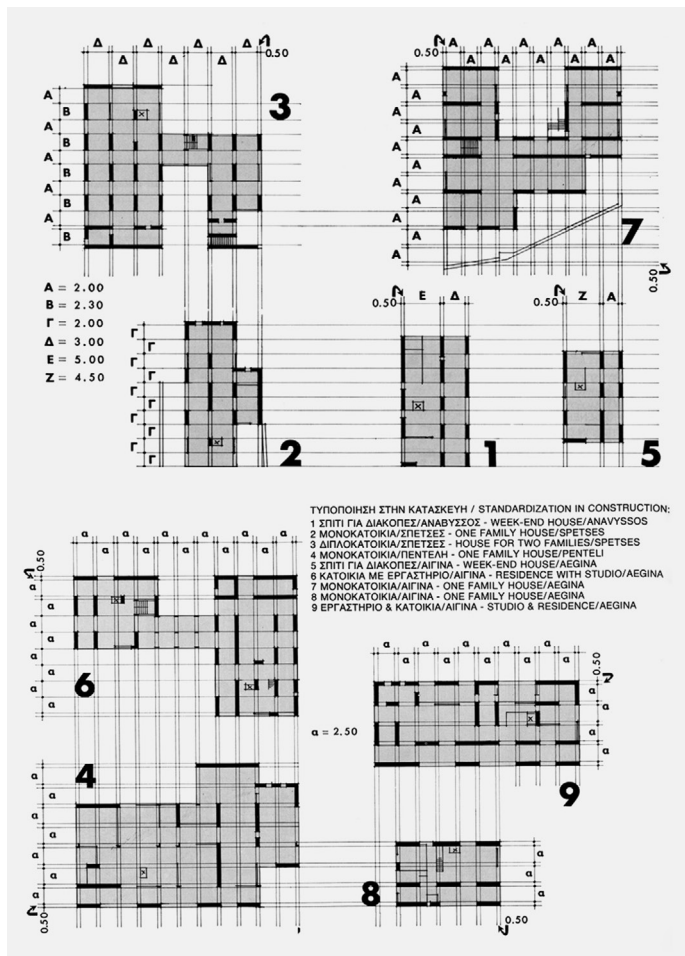 Δ Δ Δ Δ
Δ Δ Δ
0.50
A
B
A
B
A
B
A
B
A
B
3
0.50
A A A A A
A A A A A
A
A
A
A
A
A
A
A
A
A
A
7
0.50
A = 2.00
B = 2.30
Γ = 2.00
Δ = 3.00
E = 5.00
Z = 4.50
Γ
Γ
Γ
Γ
Γ
Γ
Γ
Γ
Γ
Γ
2
0.50 E Δ
1
0.50 Z A
5
ΤΥΠΟΠΟΙΗΣΗ ΣΤΗΝ ΚΑΤΑΣΚΕΥΗ / STANDARDIZATION IN CONSTRUCTION:
1 ΣΠΙΤΙ ΓΙΑ ΔΙΑΚΟΠΕΣ/ΑΝΑΒΥΣΣΟΣ - WEEK-END HOUSE/ANAVYSSOS
2 ΜΟΝΟΚΑΤΟΙΚΙΑ/ΣΠΕΤΣΕΣ - ONE FAMILY HOUSE/SPETSES
3 ΔΙΠΛΟΚΑΤΟΙΚΙΑ/ΣΠΕΤΣΕΣ - HOUSE FOR TWO FAMILIES/SPETSES
4 ΜΟΝΟΚΑΤΟΙΚΙΑ/ΠΕΝΤΕΛΗ - ONE FAMILY HOUSE/PENTELI
5 ΣΠΙΤΙ ΓΙΑ ΔΙΑΚΟΠΕΣ/ΑΙΓΙΝΑ - WEEK-END HOUSE/AEGINA
6 ΚΑΤΟΙΚΙΑ ΜΕ ΕΡΓΑΣΤΗΡΙΟ/ΑΙΓΙΝΑ - RESIDENCE WITH STUDIO/AEGINA
7 ΜΟΝΟΚΑΤΟΙΚΙΑ/ΑΙΓΙΝΑ - ONE FAMILY HOUSE/AEGINA
8 ΜΟΝΟΚΑΤΟΙΚΙΑ/ΑΙΓΙΝΑ - ONE FAMILY HOUSE/AEGINA
9 ΕΡΓΑΣΤΗΡΙΟ & ΚΑΤΟΙΚΙΑ/ΑΙΓΙΝΑ - STUDIO & RESIDENCE/AEGINA
a a a a a a
a a a a a
0.50
a
a
a
a
a
a
a
6
a a a a a
a a a a a
0.50
a
a
a
a
a = 2.50
9
4
a
a
a
a
a
0.50
a
a
a
8
0.50